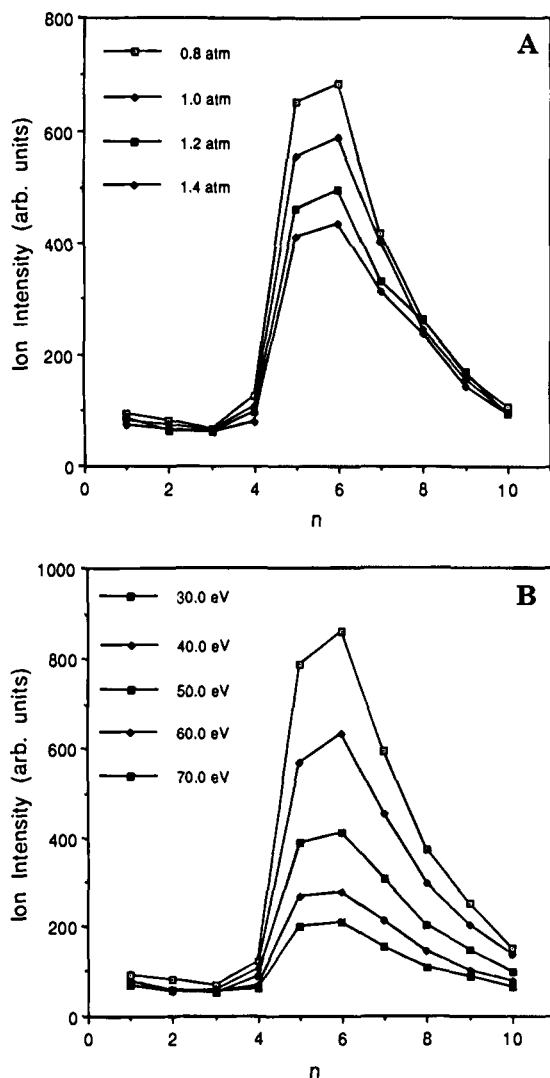 800
600
400
200
0
Ion Intensity (arb. units)
A
0.8 atm
1.0 atm
1.2 atm
1.4 atm
0
2
4
6
8
10
n
1000
800
600
400
200
0
Ion Intensity (arb. units)
B
30.0 eV
40.0 eV
50.0 eV
60.0 eV
70.0 eV
0
2
4
6
8
10
n